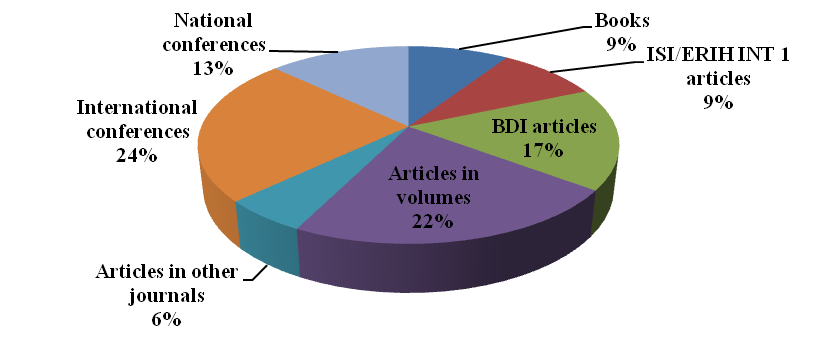 National
conferences
13%
Books
9%
ISI/ERIH INT 1
articles
9%
International
conferences
24%
BDI articles
17%
Articles in
volumes
22%
Articles in other
journals
6%